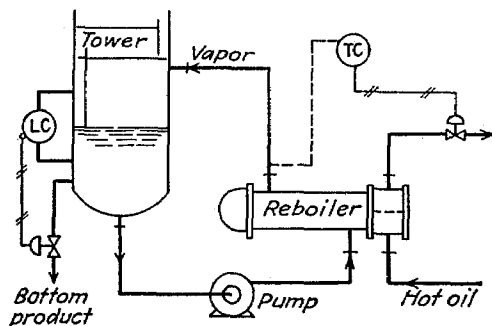 Tower
Vapor
TC
LC
Reboiler
Bottom
product
Pump
Hot oil